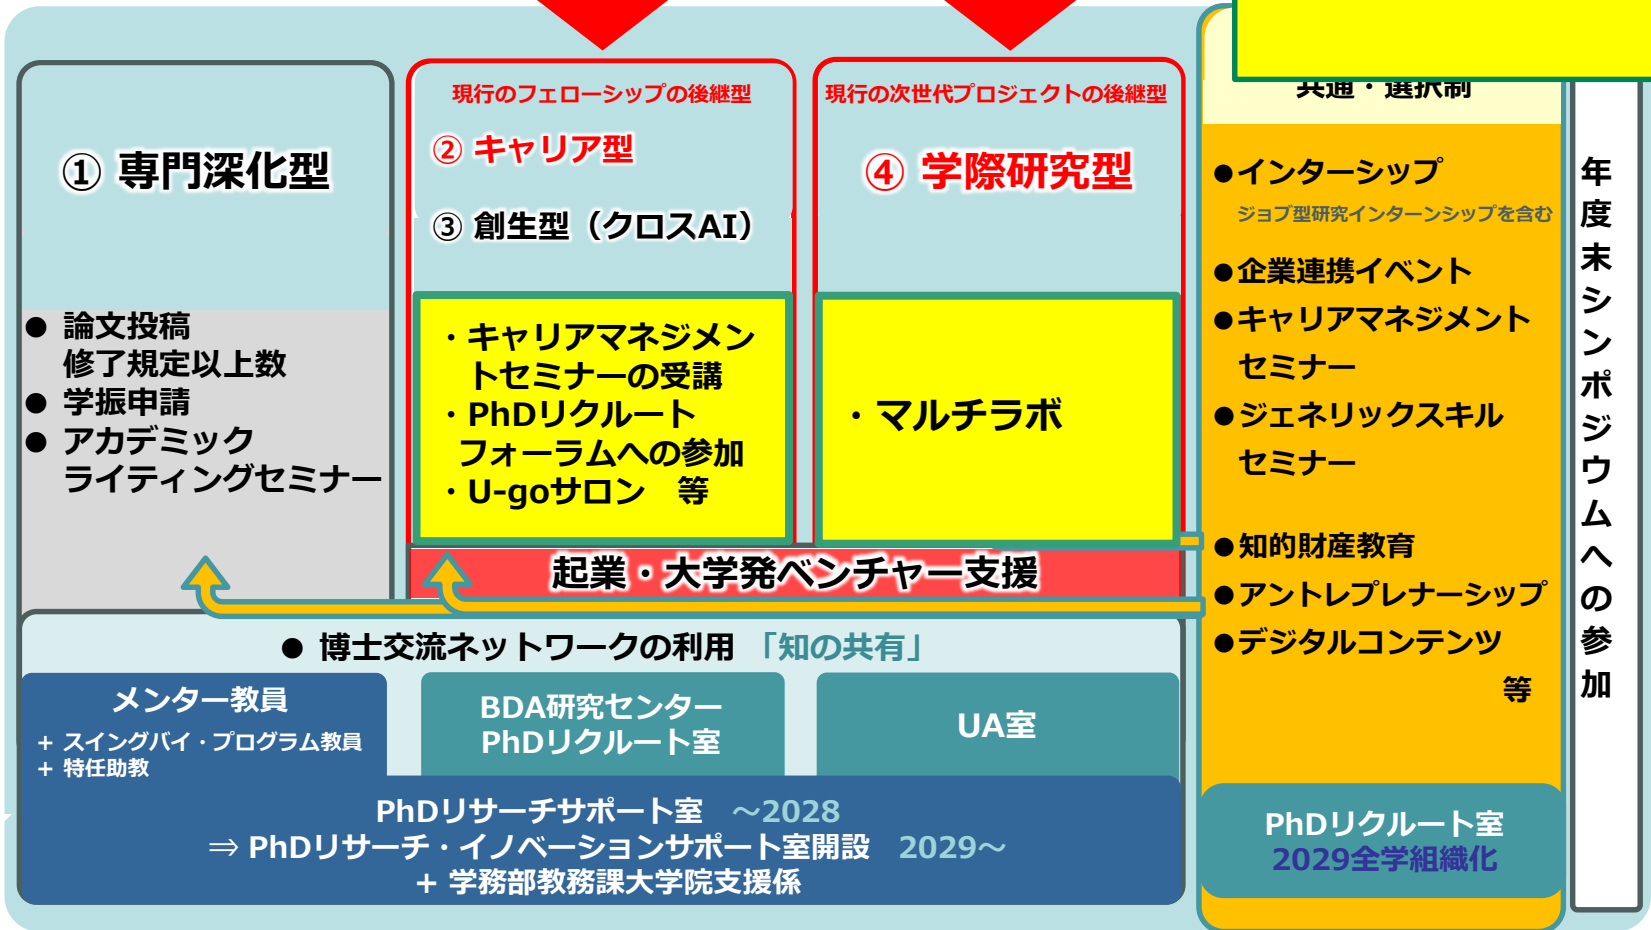 ① 専門深化型
● 論文投稿
修了規定以上数
● 学振申請
● アカデミック
ライティングセミナー
現行のフェローシップの後継型
② キャリア型
③ 創生型（クロスAI）
・キャリアマネジメン
トセミナーの受講
・PhDリクルート
フォーラムへの参加
・U-goサロン　等
現行の次世代プロジェクトの後継型
④ 学際研究型
・マルチラボ
起業・大学発ベンチャー支援
● 博士交流ネットワークの利用 「知の共有」
メンター教員
+ スイングバイ・プログラム教員
+ 特任助教
BDA研究センター
PhDリクルート室
UA室
PhDリサーチサポート室　～2028
⇒ PhDリサーチ・イノベーションサポート室開設　2029～
+ 学務部教務課大学院支援係
共通・選択制
●インターシップ
ジョブ型研究インターンシップを含む
●企業連携イベント
●キャリアマネジメント
セミナー
●ジェネリックスキル
セミナー
●知的財産教育
●アントレプレナーシップ
●デジタルコンテンツ
等
PhDリクルート室
2029全学組織化
年度末シンポジウムへの参加